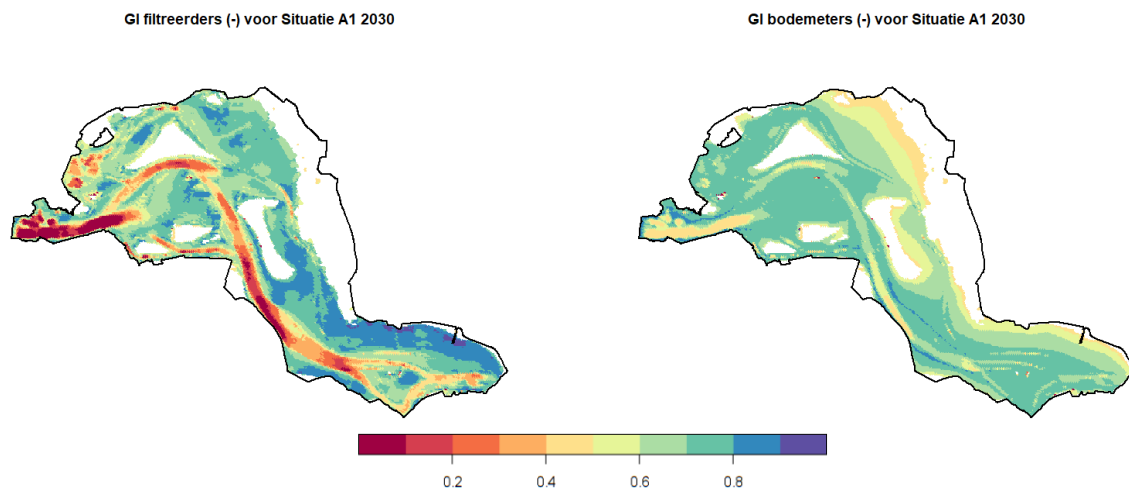 GI filtreerders (-) voor Situatie A1 2030
GI bodemeters (-) voor Situatie A1 2030
0.2 0.4 0.6 0.8